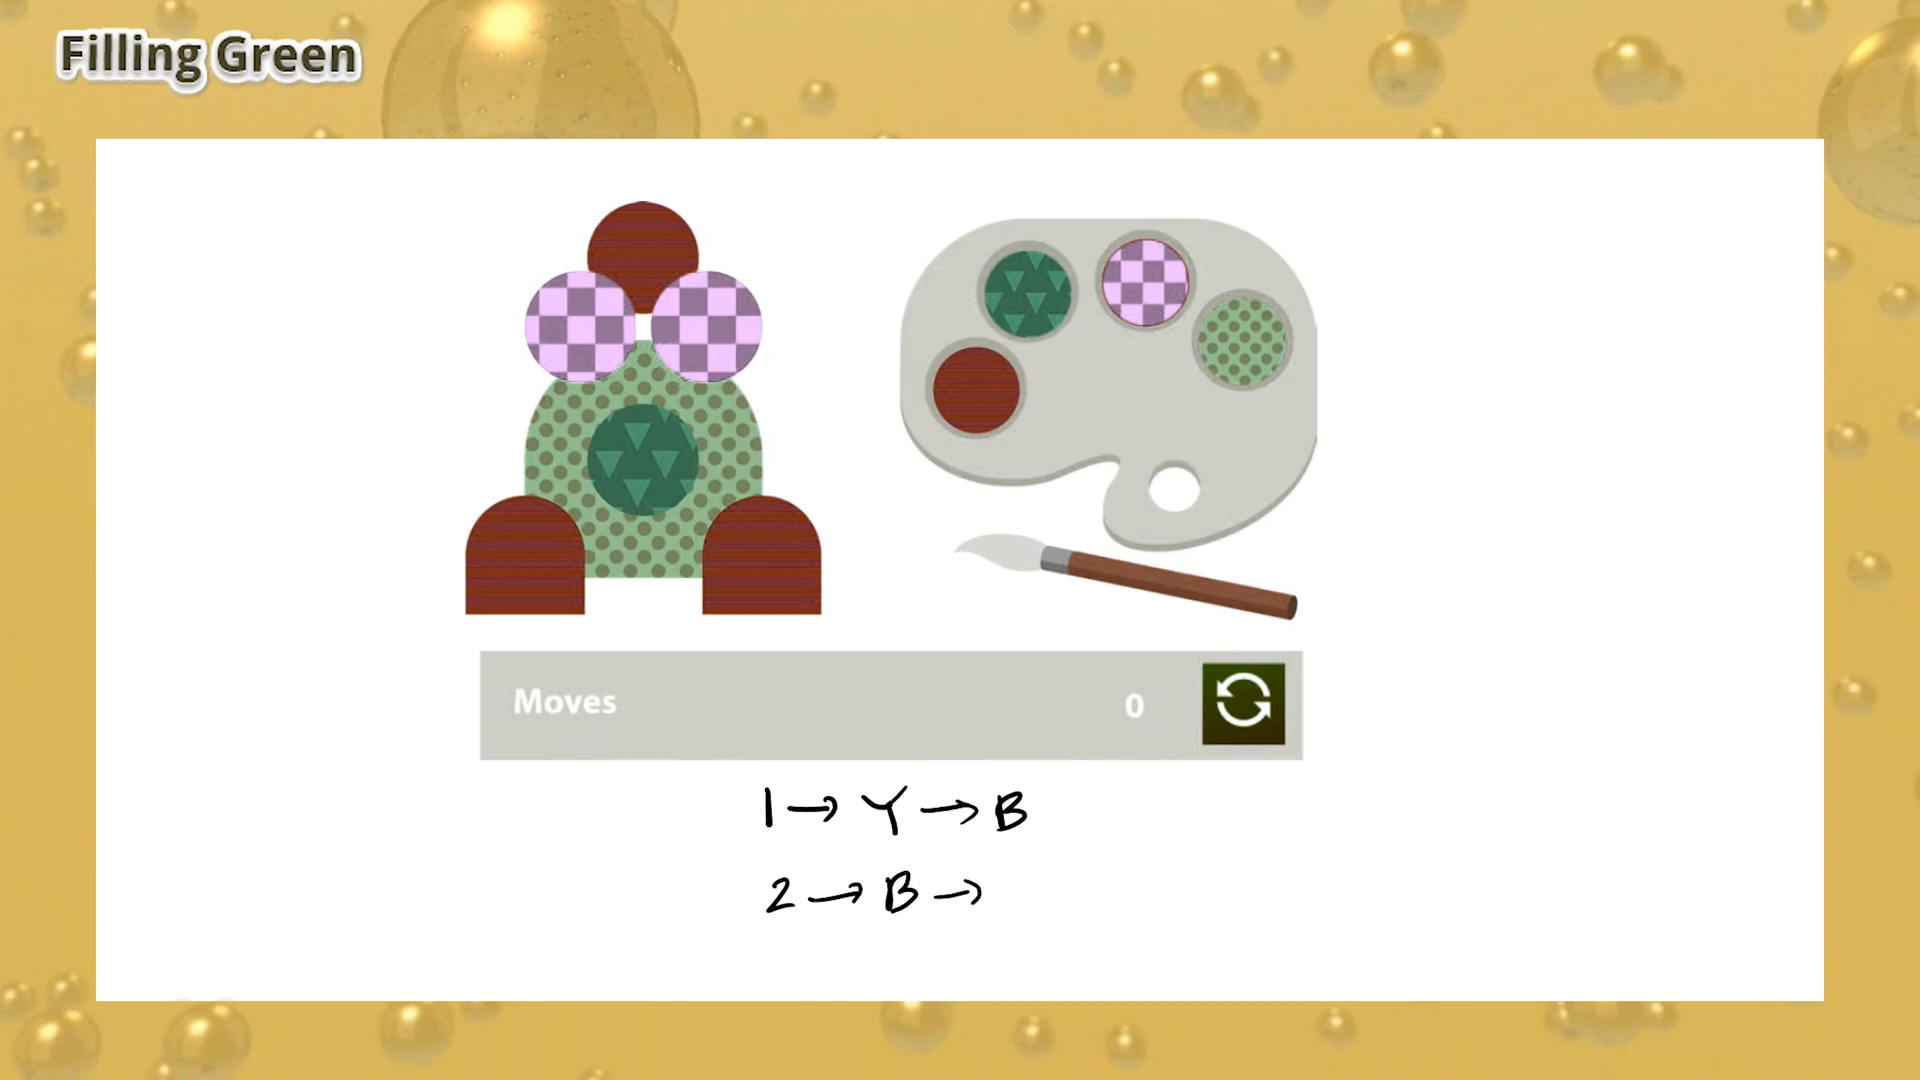 Filling Green
Moves
0
1 → Y → B
2 → B →